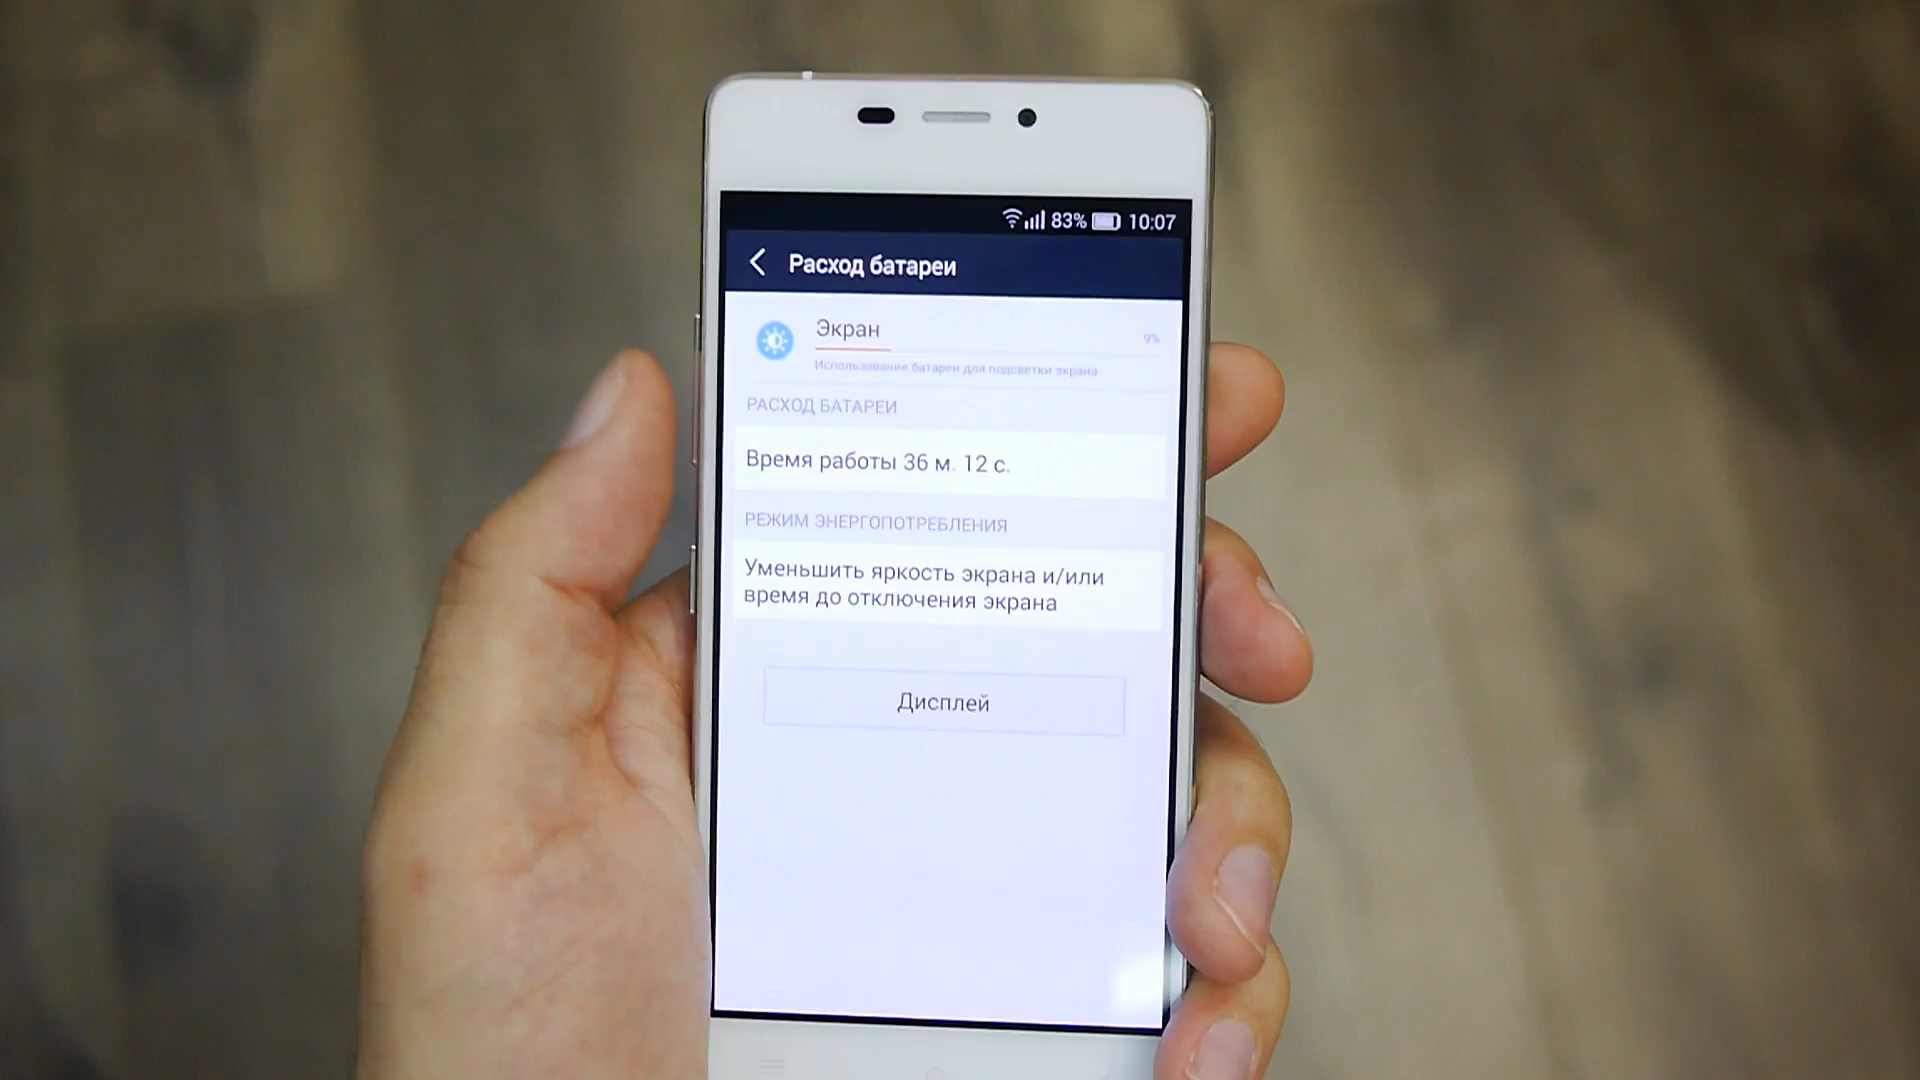 83% 10:07
Расход батареи
Экран
9%
Использование батареи для подсветки экрана
РАСХОД БАТАРЕИ
Время работы 36 м. 12 с.
РЕЖИМ ЭНЕРГОПОТРЕБЛЕНИЯ
Уменьшить яркость экрана и/или
время до отключения экрана
Дисплей